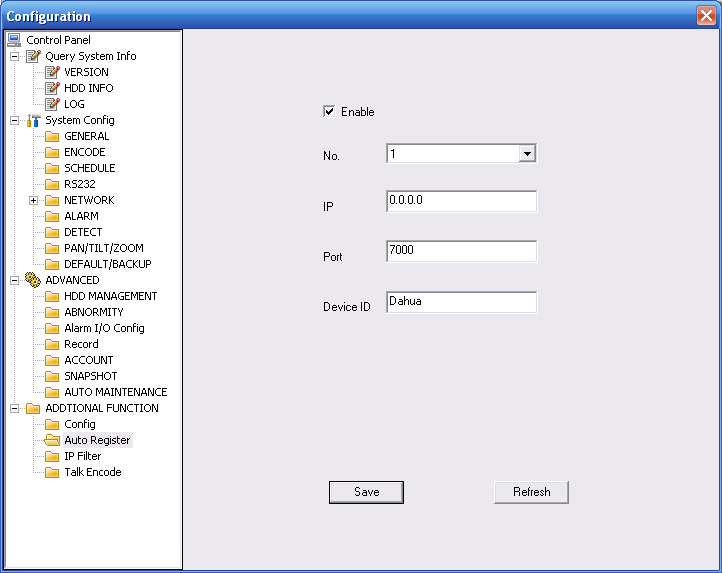 Configuration
Control Panel
Query System Info
VERSION
HDD INFO
LOG
System Config
GENERAL
ENCODE
SCHEDULE
RS232
NETWORK
ALARM
DETECT
PAN/TILT/ZOOM
DEFAULT/BACKUP
ADVANCED
HDD MANAGEMENT
ABNORMITY
Alarm I/O Config
Record
ACCOUNT
SNAPSHOT
AUTO MAINTENANCE
ADDTIONAL FUNCTION
Config
Auto Register
IP Filter
Talk Encode
Enable
No. 1
IP 0.0.0.0
Port 7000
Device ID Dahua
Save Refresh